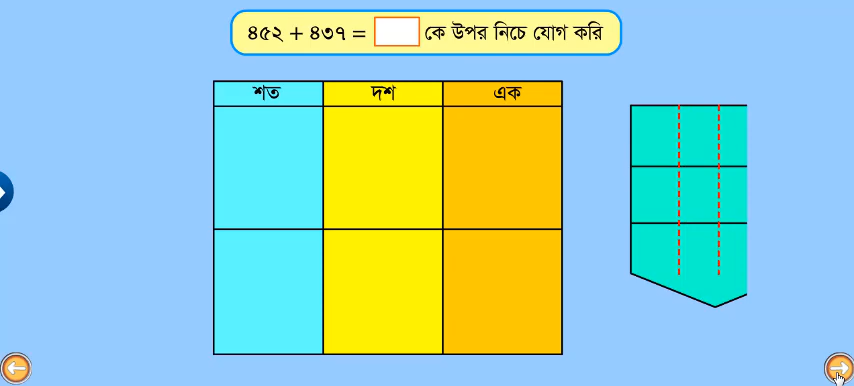 ৪৫২ + ৪৩৭ = কে উপর নিচে যোগ করি
শত দশ এক